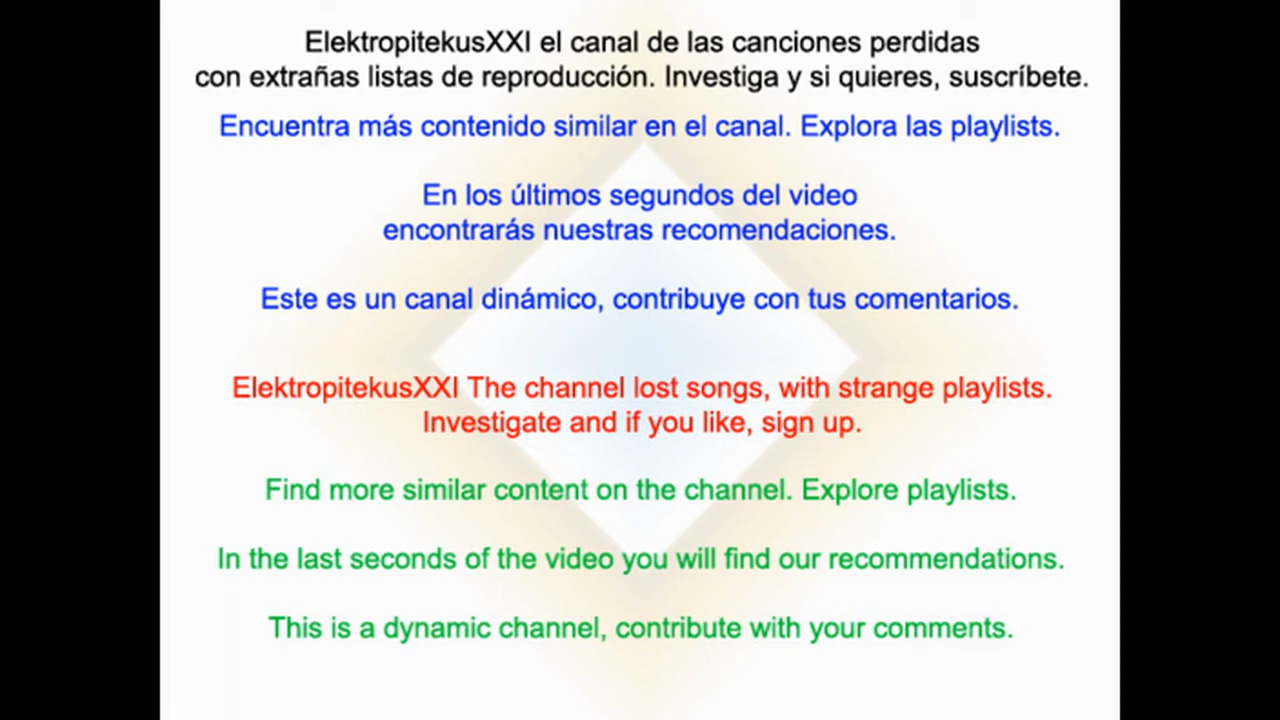 ElektropitekusXXI el canal de las canciones perdidas
con extrañas listas de reproducción. Investiga y si quieres, suscríbete.
Encuentra más contenido similar en el canal. Explora las playlists.
En los últimos segundos del video
encontrarás nuestras recomendaciones.
Este es un canal dinámico, contribuye con tus comentarios.
ElektropitekusXXI The channel lost songs, with strange playlists.
Investigate and if you like, sign up.
Find more similar content on the channel. Explore playlists.
In the last seconds of the video you will find our recommendations.
This is a dynamic channel, contribute with your comments.